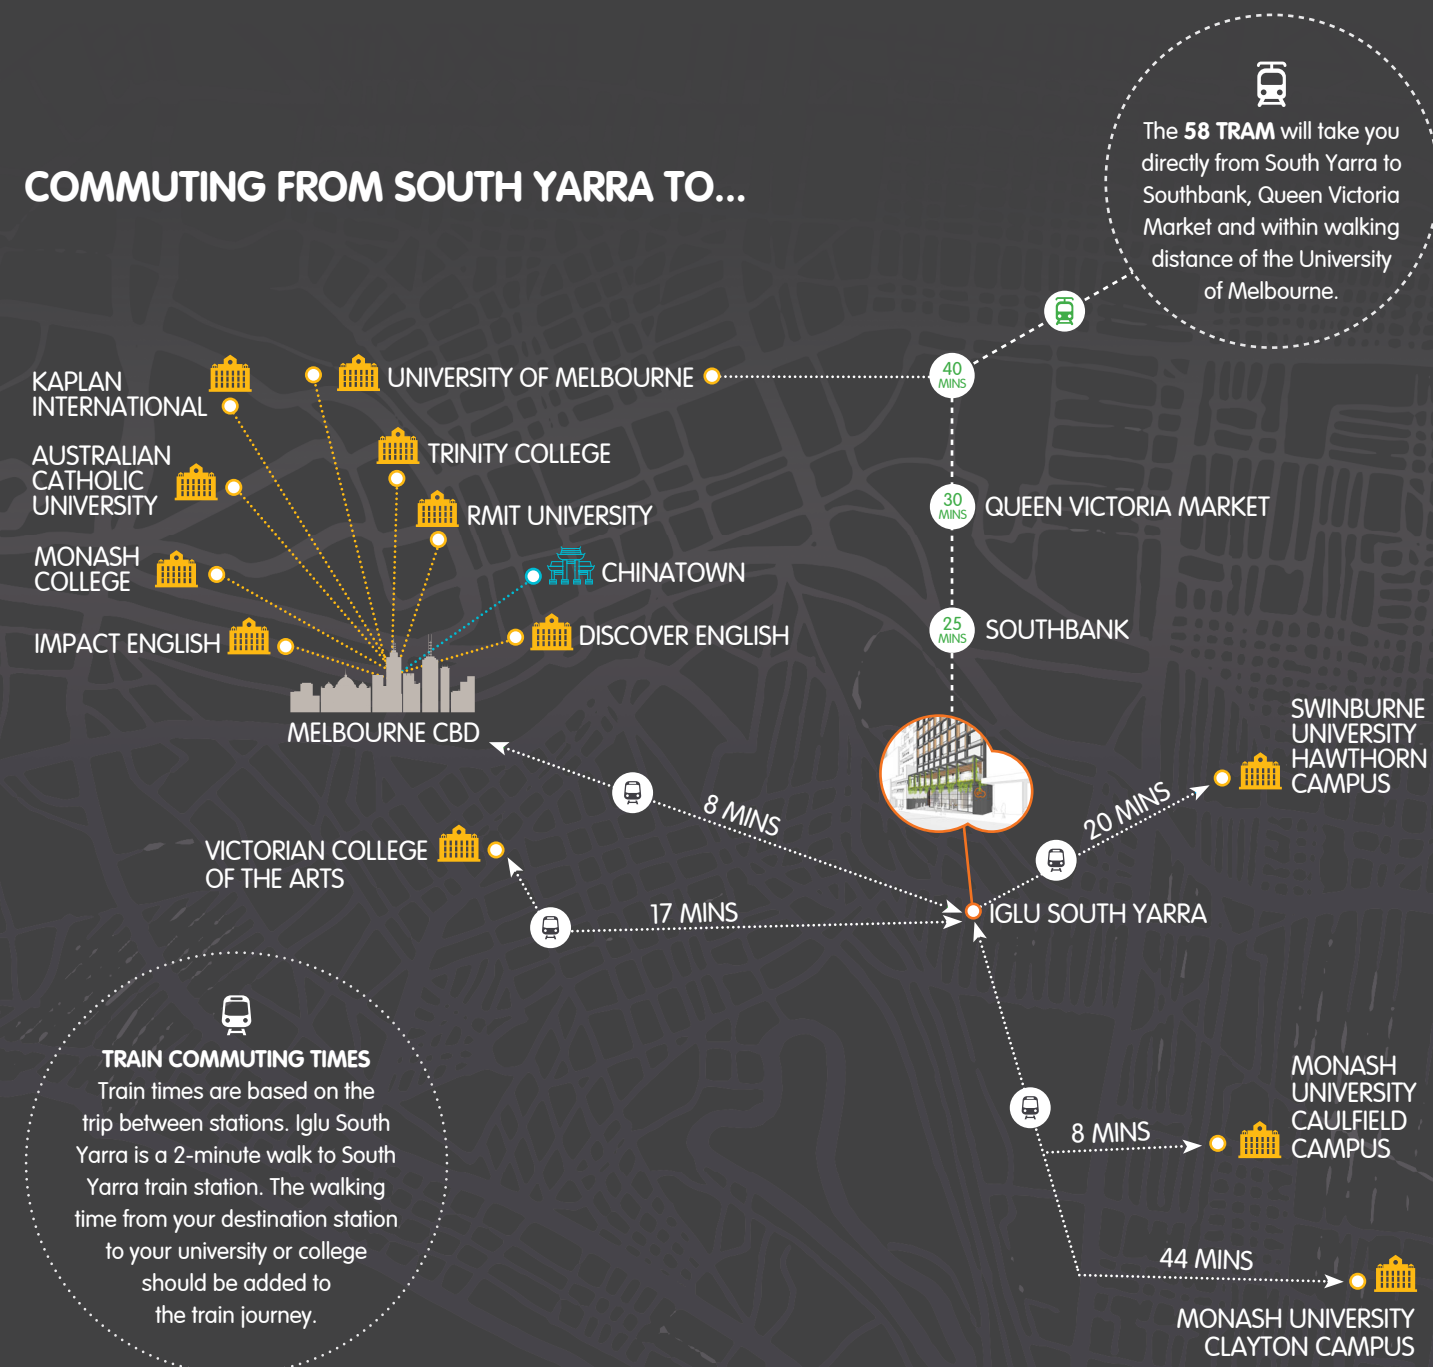 COMMUTING FROM SOUTH YARRA TO...
The 58 TRAM will take you
directly from South Yarra to
Southbank, Queen Victoria
Market and within walking
distance of the University
of Melbourne.
KAPLAN
INTERNATIONAL
UNIVERSITY OF MELBOURNE
40
MINS
AUSTRALIAN
CATHOLIC
UNIVERSITY
TRINITY COLLEGE
RMIT UNIVERSITY
30
MINS
QUEEN VICTORIA MARKET
MONASH
COLLEGE
CHINATOWN
IMPACT ENGLISH
DISCOVER ENGLISH
25
MINS
SOUTHBANK
MELBOURNE CBD
SWINBURNE
UNIVERSITY
HAWTHORN
CAMPUS
8 MINS
20 MINS
VICTORIAN COLLEGE
OF THE ARTS
17 MINS
IGLU SOUTH YARRA
TRAIN COMMUTING TIMES
Train times are based on the
trip between stations. Iglu South
Yarra is a 2-minute walk to South
Yarra train station. The walking
time from your destination station
to your university or college
should be added to
the train journey.
8 MINS
MONASH
UNIVERSITY
CAULFIELD
CAMPUS
44 MINS
MONASH UNIVERSITY
CLAYTON CAMPUS